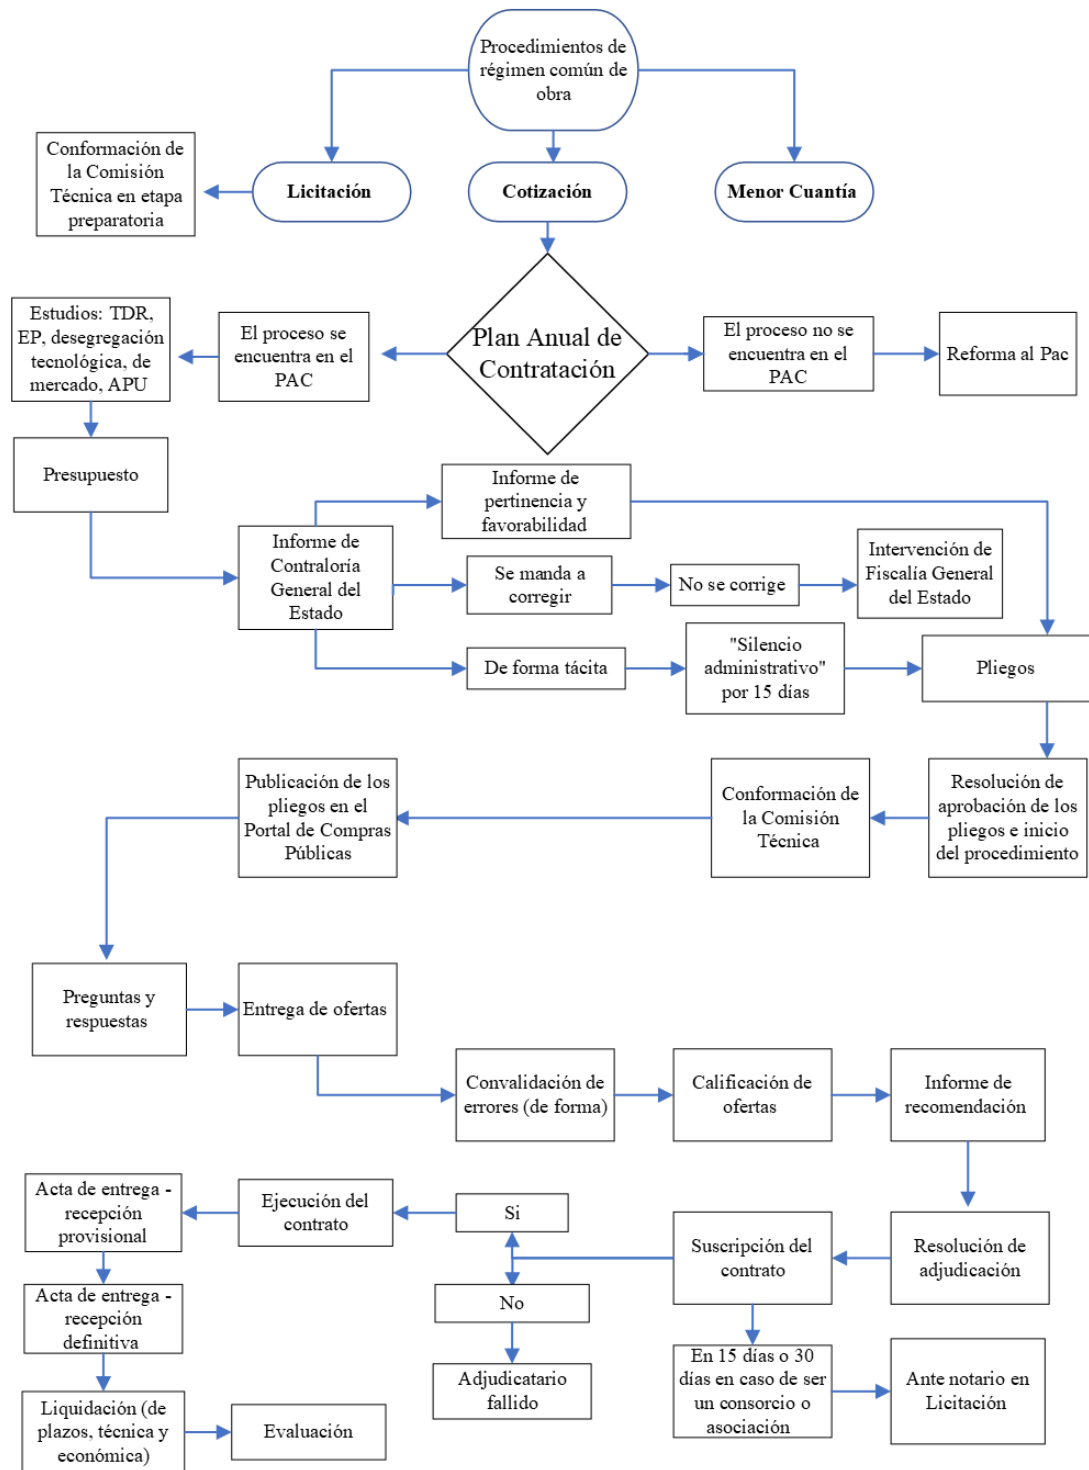 Procedimientos de
régimen común de
obra
Conformación de
la Comisión
Técnica en etapa
preparatoria
Licitación
Cotización
Menor Cuantía
Estudios: TDR,
EP, desegregación
tecnológica, de
mercado, APU
El proceso se
encuentra en el
PAC
Plan Anual de
Contratación
El proceso no se
encuentra en el
PAC
Reforma al Pac
Presupuesto
Informe de
pertinencia y
favorabilidad
Informe de
Contraloría
General del
Estado
Se manda a
corregir
No se corrige
Intervención de
Fiscalía General
del Estado
De forma tácita
"Silencio
administrativo"
por 15 días
Pliegos
Publicación de los
pliegos en el
Portal de Compras
Públicas
Conformación de
la Comisión
Técnica
Resolución de
aprobación de los
pliegos e inicio
del procedimiento
Preguntas y
respuestas
Entrega de ofertas
Convalidación de
errores (de forma)
Calificación de
ofertas
Informe de
recomendación
Acta de entrega -
recepción
provisional
Ejecución del
contrato
Si
Suscripción del
contrato
Resolución de
adjudicación
Acta de entrega -
recepción
definitiva
No
Adjudicatario
fallido
En 15 días o 30
días en caso de ser
un consorcio o
asociación
Ante notario en
Licitación
Liquidación (de
plazos, técnica y
económica)
Evaluación